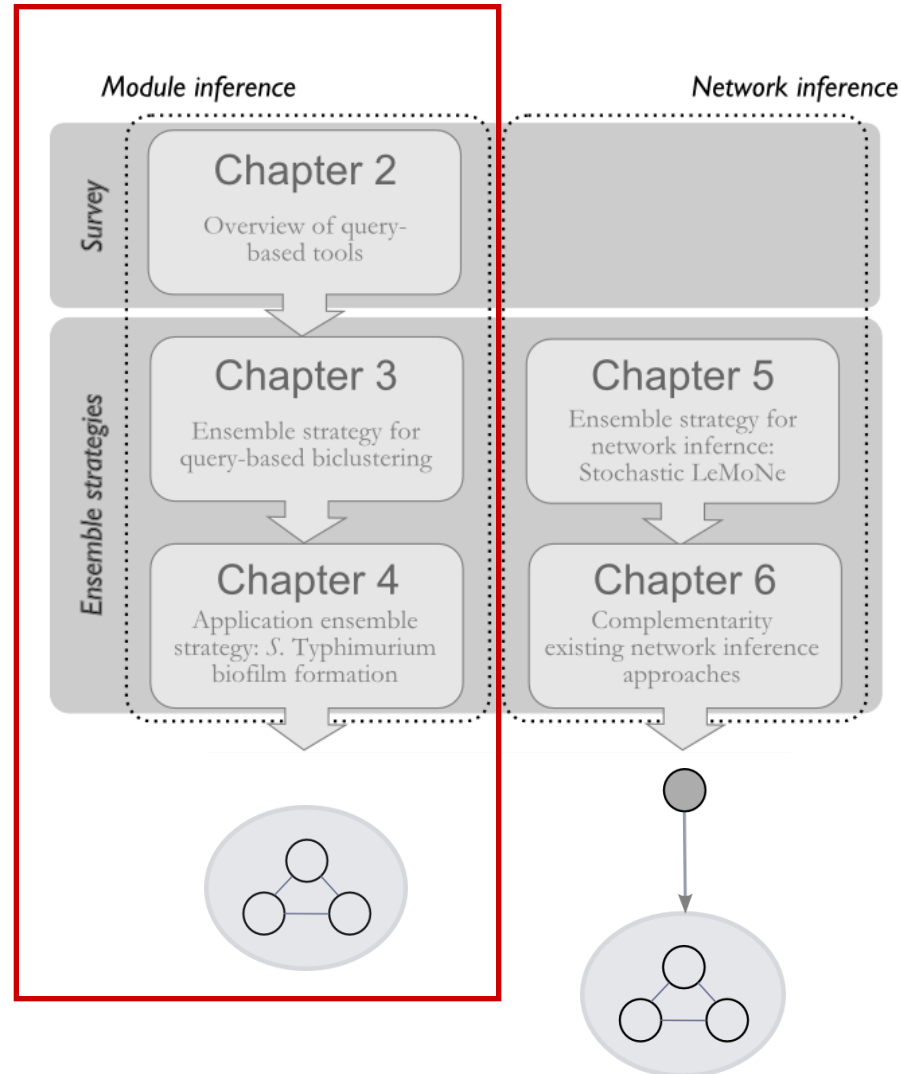 Module inference
Network inference
Survey
Chapter 2
Overview of query-
based tools
Ensemble strategies
Chapter 3
Ensemble strategy for
query-based biclustering
Chapter 4
Application ensemble
strategy: S. Typhimurium
biofilm formation
Chapter 5
Ensemble strategy for
network infernce:
Stochastic LeMoNe
Chapter 6
Complementarity
existing network inference
approaches